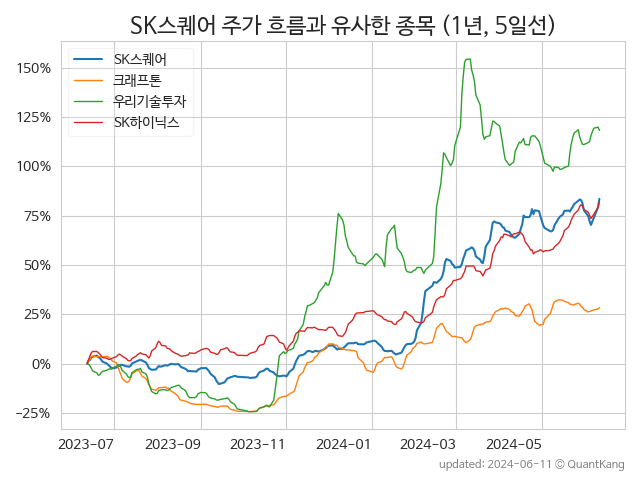 SK스퀘어 주가 흐름과 유사한 종목 (1년, 5일선)
SK스퀘어
크래프톤
우리기술투자
SK하이닉스
150%
125%
100%
75%
50%
25%
0%
−25%
2023-07
2023-09
2023-11
2024-01
2024-03
2024-05
updated: 2024-06-11 © QuantKang